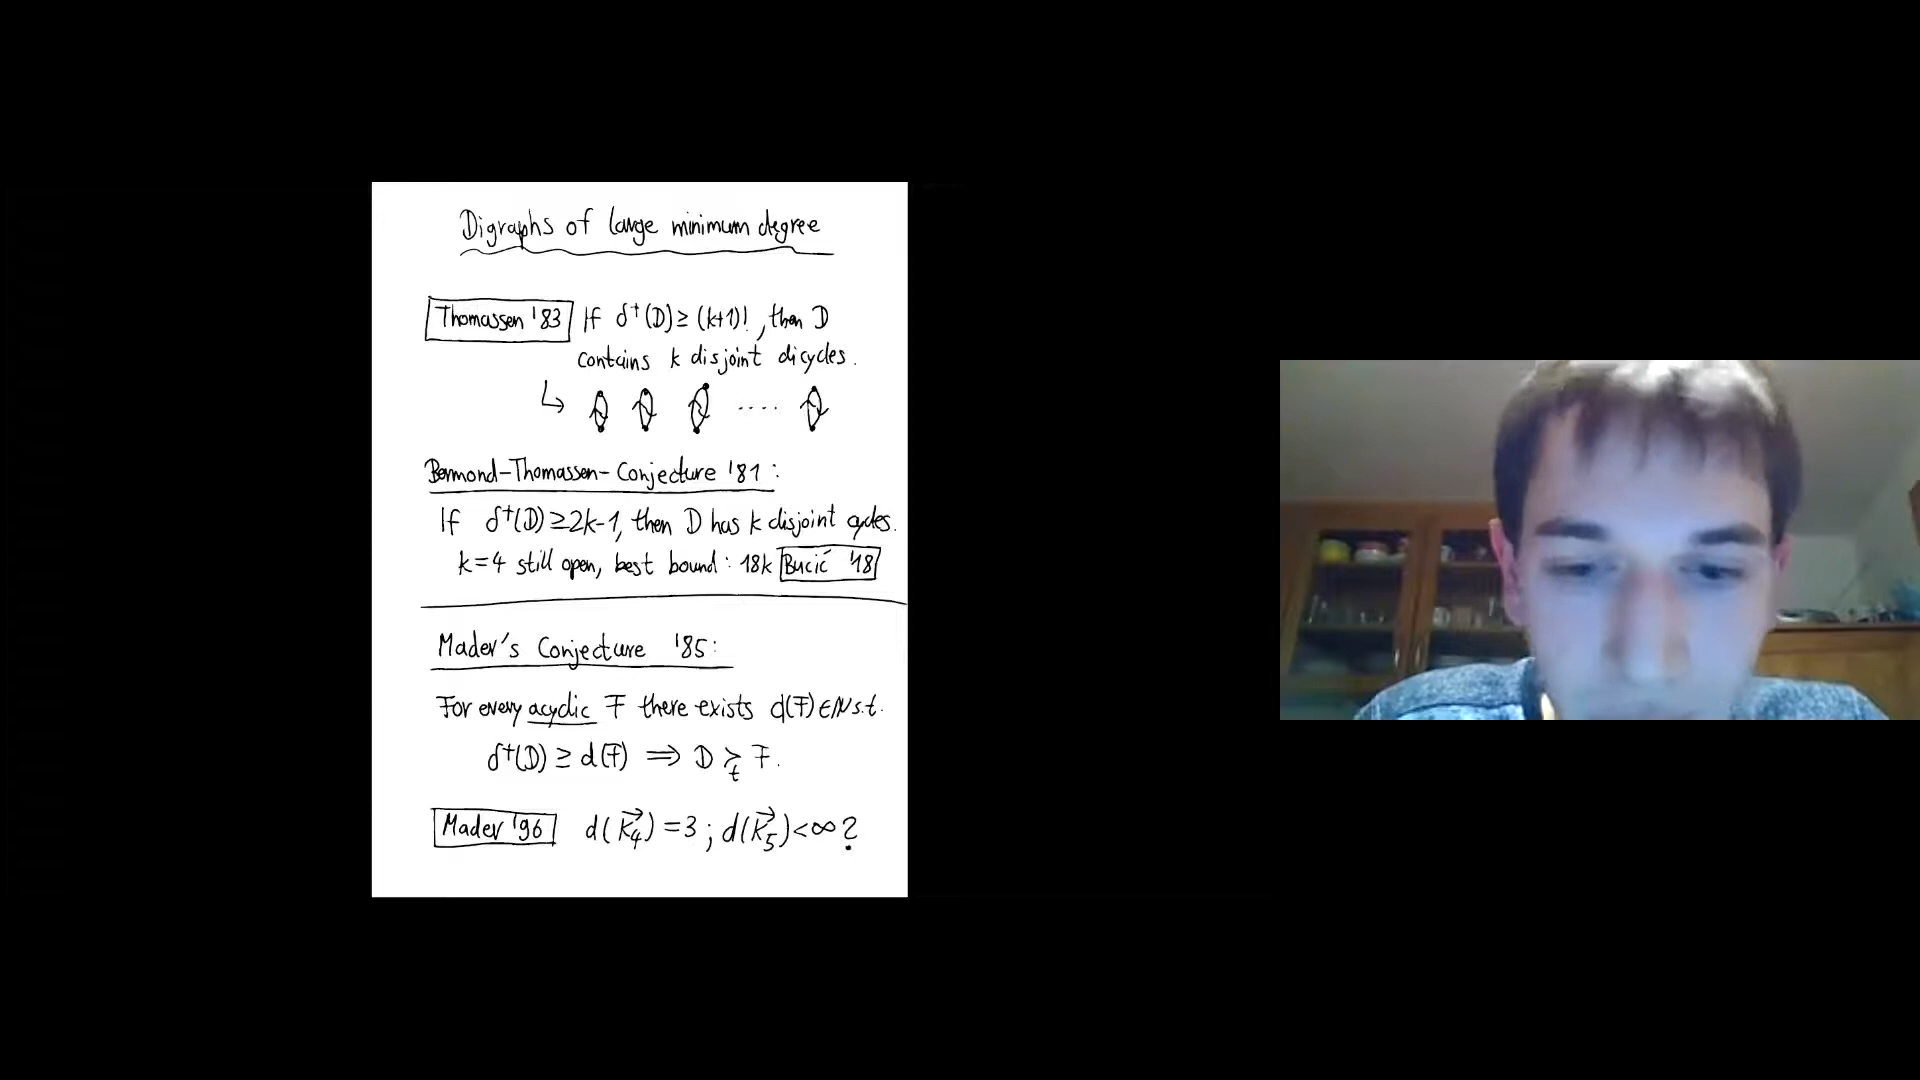 Digraphs of large minimum degree
Thomassen '83 If δ⁺(D) ≥ (k+1)!, then D
contains k disjoint dicycles.
Bermond-Thomassen-Conjecture '81:
If δ⁺(D) ≥ 2k-1, then D has k disjoint cycles.
k=4 still open, best bound: 18k Bucić '18
Mader's Conjecture '85:
For every acyclic F there exists d(F) ∈ ℕ s.t.
δ⁺(D) ≥ d(F) ⟹ D ≽ₜ F.
Mader '96 d(K⃗₄) = 3; d(K⃗₅) < ∞ ?